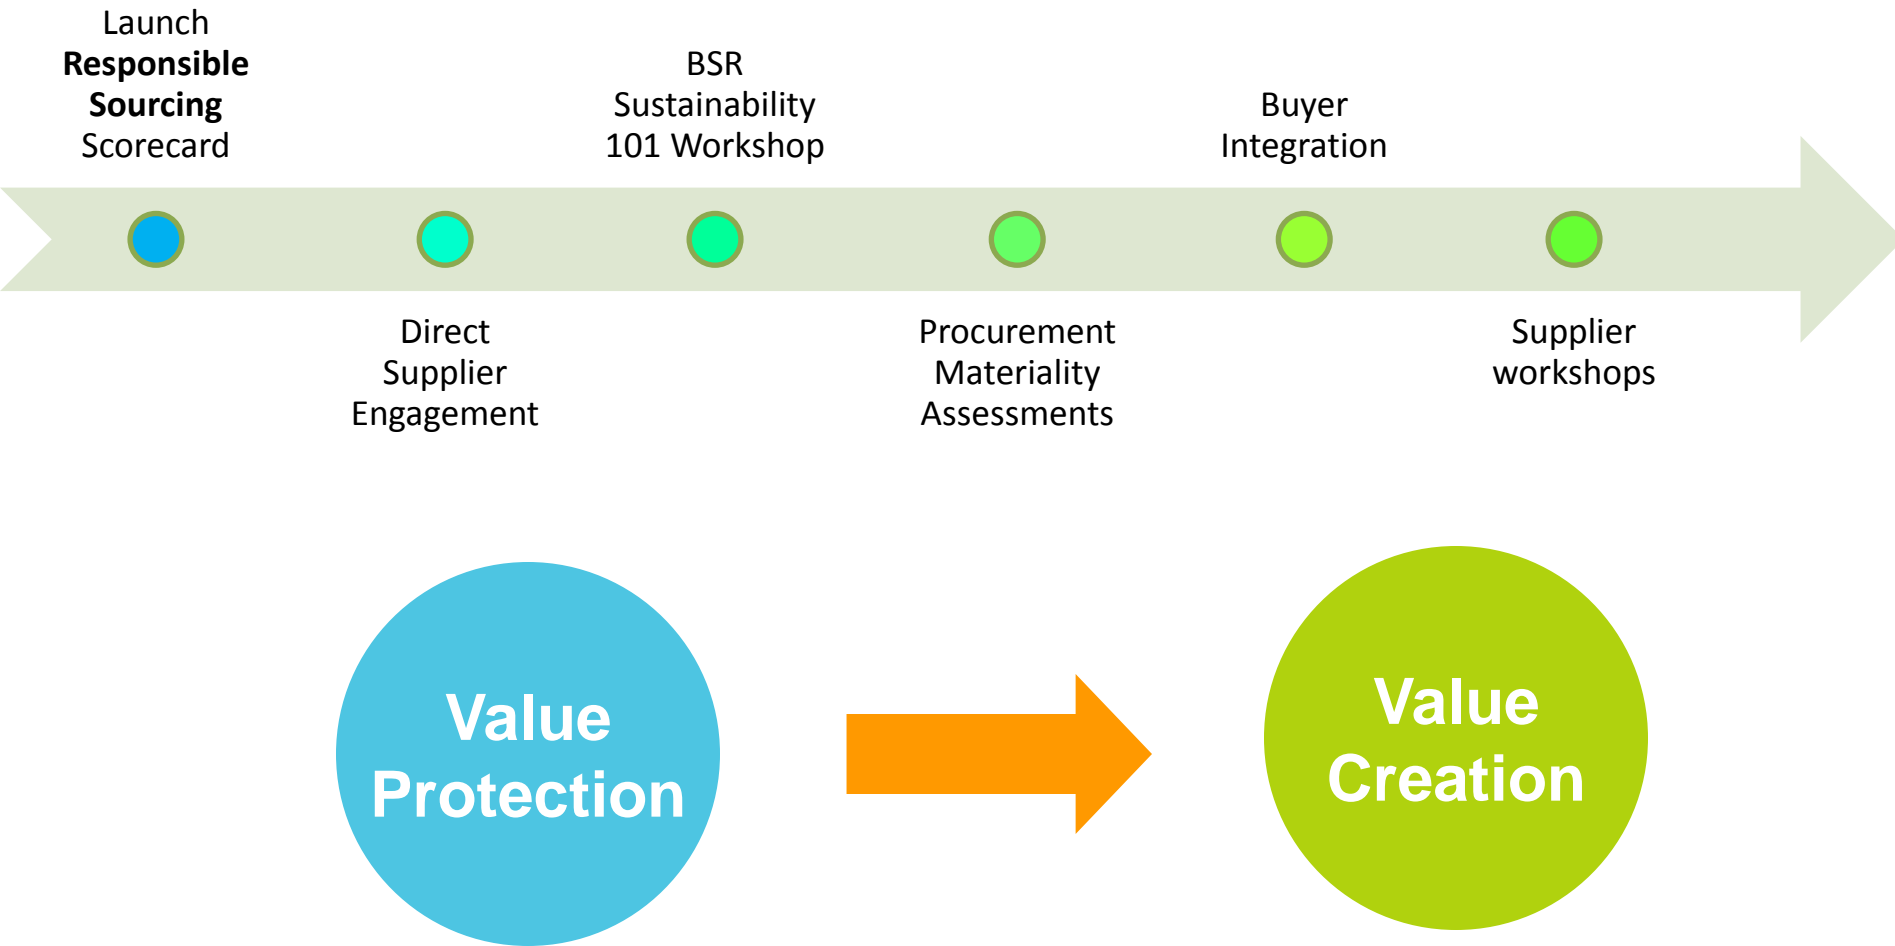 Launch
Responsible
Sourcing
Scorecard
Direct
Supplier
Engagement
BSR
Sustainability
101 Workshop
Procurement
Materiality
Assessments
Buyer
Integration
Supplier
workshops
Value
Protection
Value
Creation